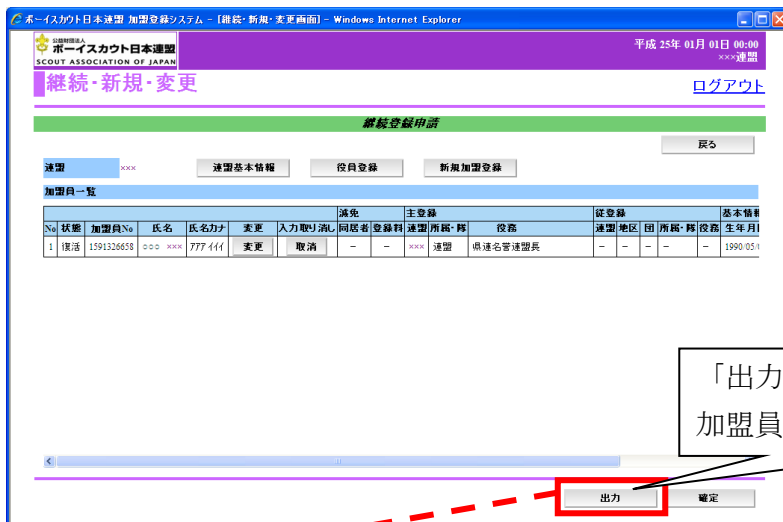 ボーイスカウト日本連盟 加盟登録システム - [継続・新規・変更画面] - Windows Internet Explorer
公益財団法人
ボーイスカウト日本連盟
SCOUT ASSOCIATION OF JAPAN
平成 25年 01月 01日 00:00
×××連盟
継続・新規・変更
ログアウト
継続登録申請
戻る
連盟 ××× 連盟基本情報 役員登録 新規加盟登録
加盟員一覧
減免 主登録 従登録 基本情報
No 状態 加盟員No 氏名 氏名カナ 変更 入力取り消し 同居者 登録料 連盟 所属・隊 役務 連盟 地区 団 所属・隊 役務 生年月
1 復活 1591326658 ○○○ ××× アアア イイイ 変更 取消 － － ××× 連盟 県連名誉連盟長 － － － － － 1990/05/
「出力
加盟員
出力 確定